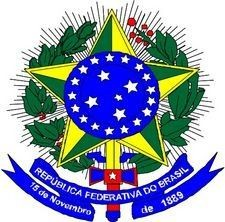 REPÚBLICA FEDERATIVA DO BRASIL
15 de Novembro de 1889